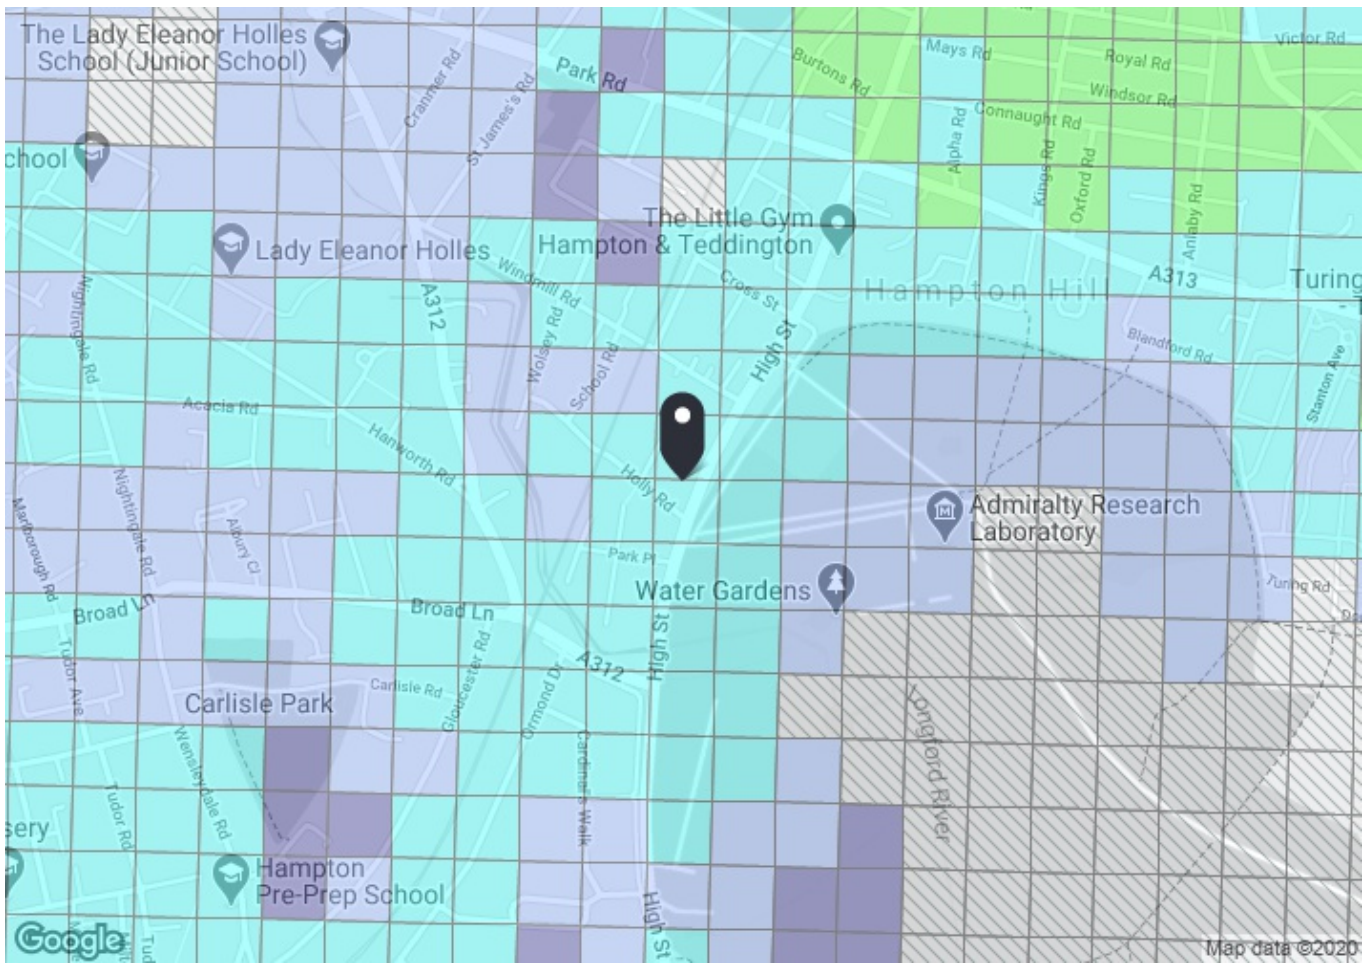 The Lady Eleanor Holles
School (Junior School)
Cranmer Rd
St James's Rd
Park Rd
Burtons Rd
Mays Rd
Victor Rd
Royal Rd
Windsor Rd
Connaught Rd
Alpha Rd
Kings Rd
Oxford Rd
chool
Lady Eleanor Holles
The Little Gym
Hampton & Teddington
Anlaby Rd
A313
Turing
Hampton Hill
Cross St
Windmill Rd
Nightingale Rd
A312
Wolsey Rd
School Rd
High St
Blandford Rd
Stanton Ave
Acacia Rd
Hanworth Rd
Holly Rd
Marlborough Rd
Nightingale Rd
Albury Cl
Admiralty Research
Laboratory
Park Pl
Water Gardens
Turing Rd
Broad Ln
Broad Ln
High St
A312
Tudor Ave
Carlisle Rd
Gloucester Rd
Ormond Dr
Carlisle Park
Wensleydale Rd
Longford River
Cardinal's Walk
Tudor Rd
sery
Hampton
Pre-Prep School
High St
Google
Tud
Map data ©2020